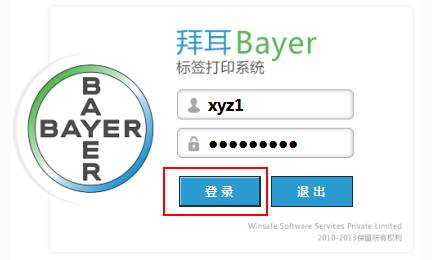 拜耳Bayer
标签打印系统
BAYER
BAYER
xyz1
●●●●●●●●●
登录
退出
Winsafe Software Services Private Limited
2010-2013保留所有权利